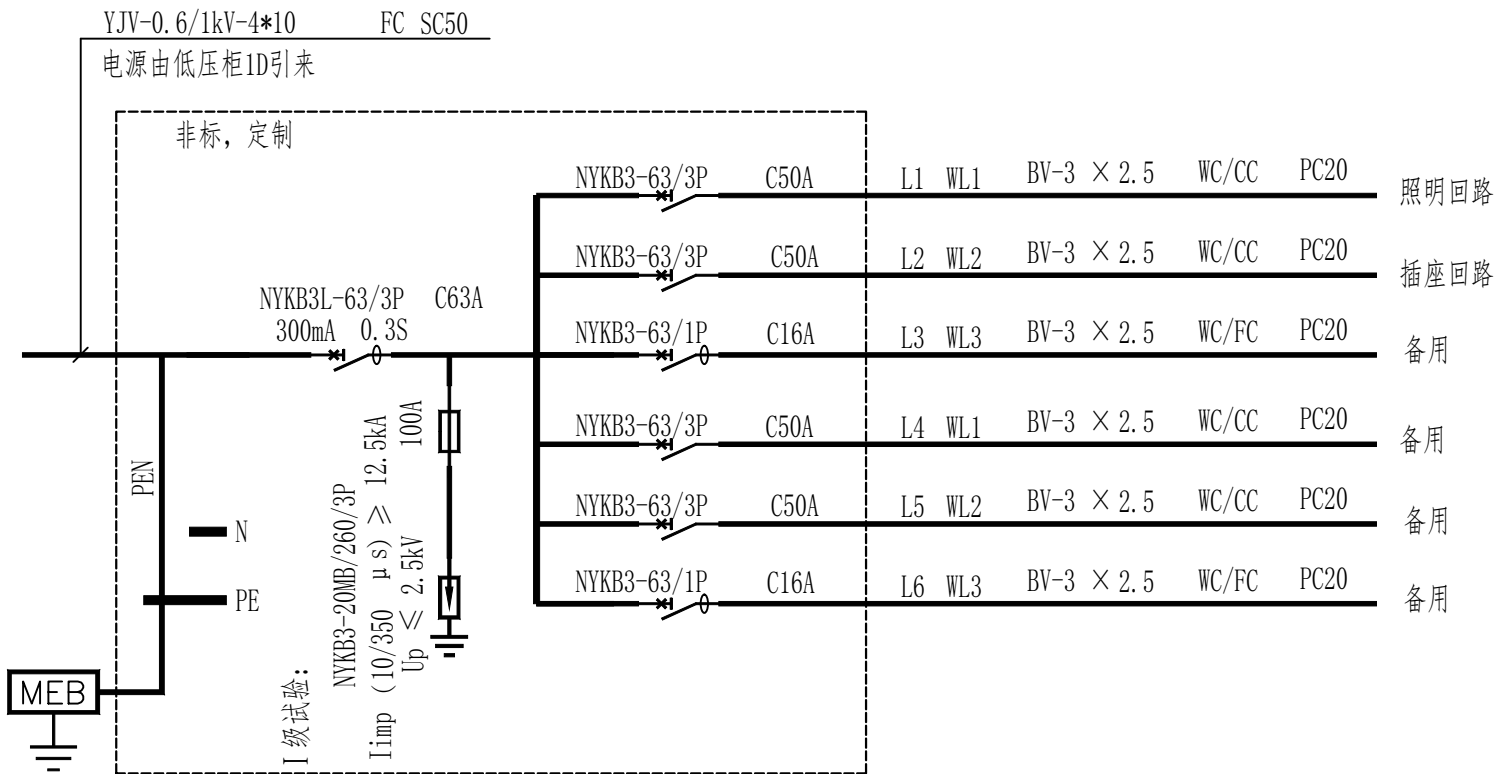 YJV-0.6/1kV-4*10 FC SC50
电源由低压柜1D引来
非标，定制
NYKB3-63/3P C50A L1 WL1 BV-3 × 2.5 WC/CC PC20 照明回路
NYKB3-63/3P C50A L2 WL2 BV-3 × 2.5 WC/CC PC20 插座回路
NYKB3L-63/3P C63A
300mA 0.3S
NYKB3-63/1P C16A L3 WL3 BV-3 × 2.5 WC/FC PC20 备用
NYKB3-63/3P C50A L4 WL1 BV-3 × 2.5 WC/CC PC20 备用
NYKB3-63/3P C50A L5 WL2 BV-3 × 2.5 WC/CC PC20 备用
NYKB3-63/1P C16A L6 WL3 BV-3 × 2.5 WC/FC PC20 备用
PEN
N
PE
MEB
I 级试验:
NYKB3-20MB/260/3P
Iimp (10/350 μs) ≥ 12.5kA
Up ≤ 2.5kV
100A